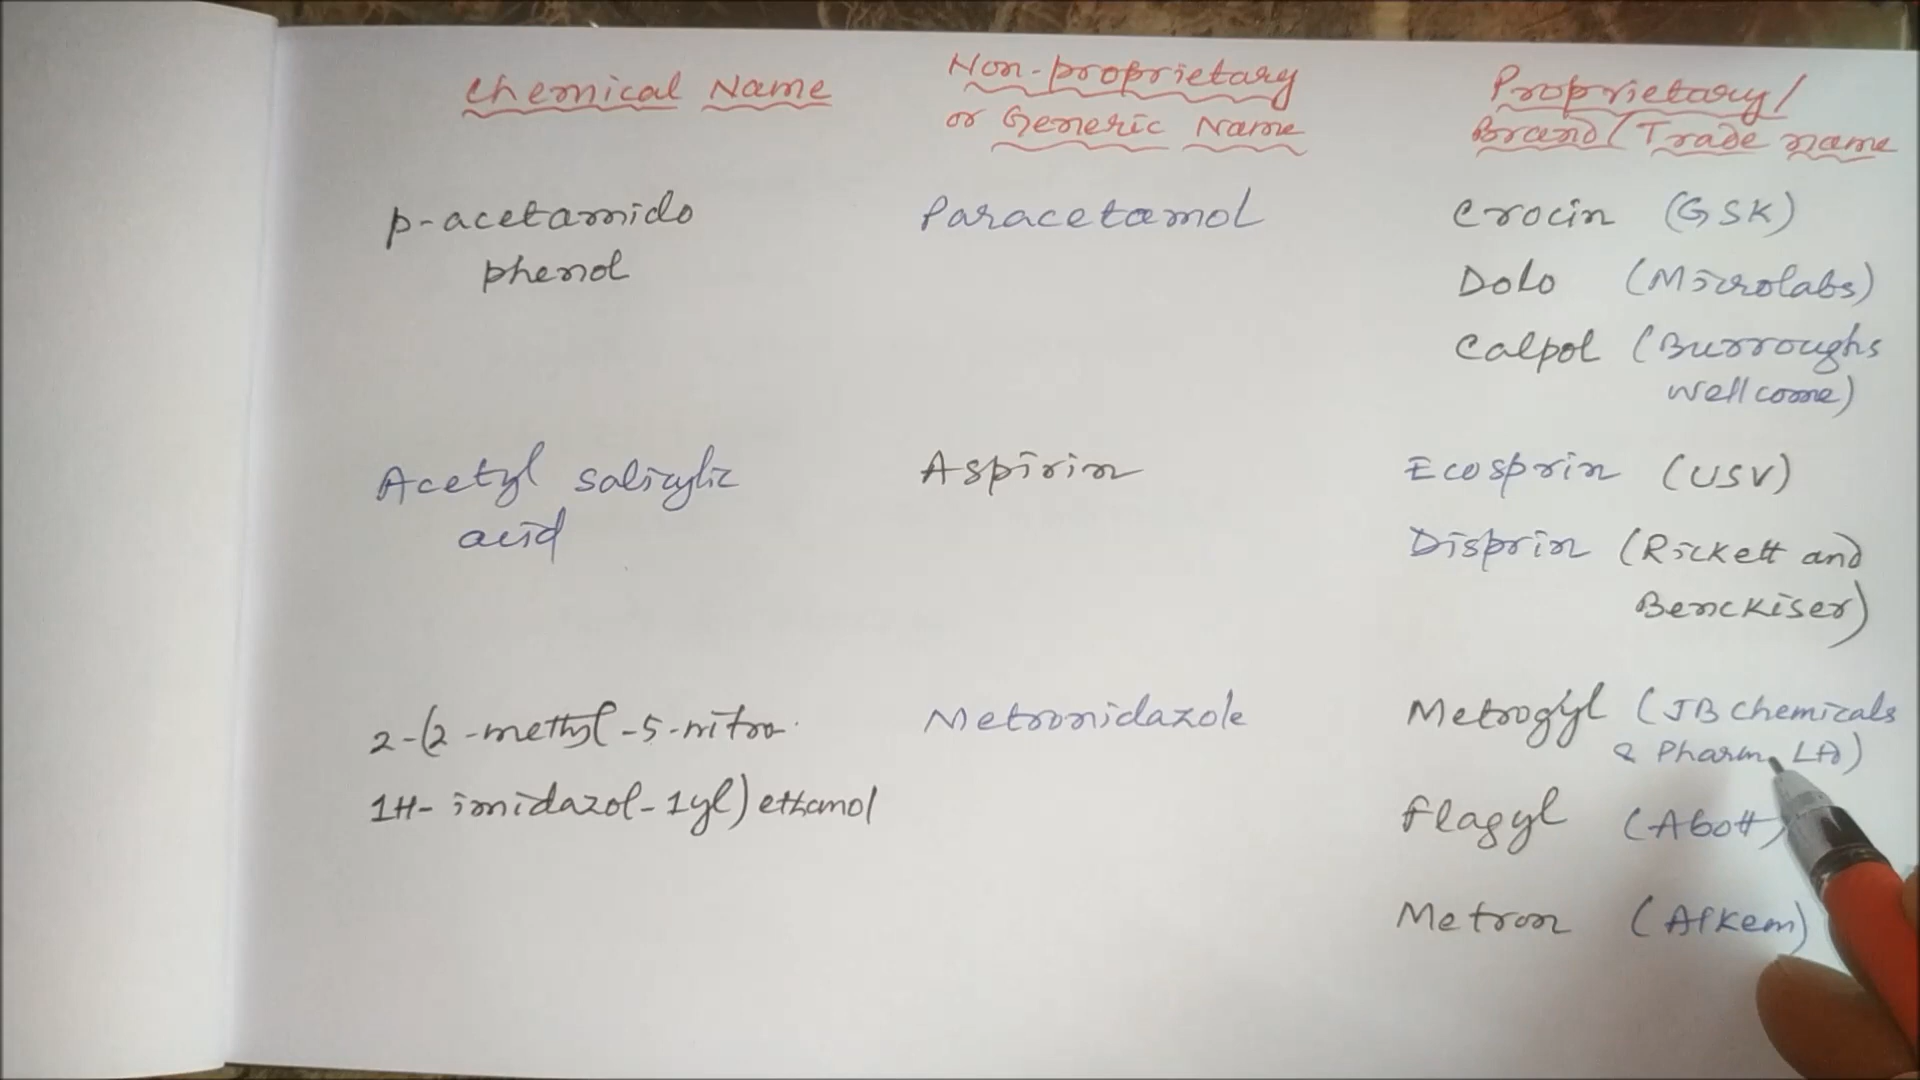 Chemical Name
Non-proprietary
or Generic Name
Proprietary/
Brand/Trade name
p-acetamido
phenol
Paracetamol
Crocin (GSK)
Dolo (Microlabs)
Calpol (Burroughs
wellcome)
Acetyl salicylic
acid
Aspirin
Ecosprin (USV)
Disprin (Rickett and
Benckiser)
2-(2-methyl-5-nitro-
1H-imidazol-1yl)ethanol
Metronidazole
Metrogyl (JB Chemicals
& Pharm Ltd)
Flagyl (Abott)
Metron (Alkem)